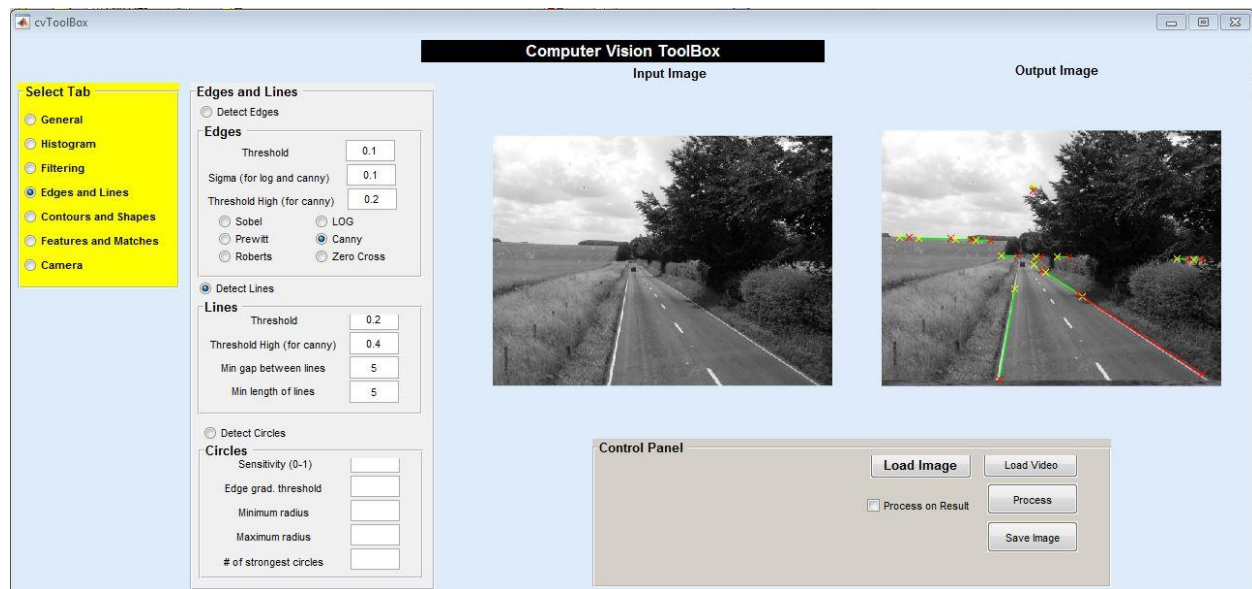 cvToolBox
Computer Vision ToolBox
Input Image
Output Image
Select Tab
General
Histogram
Filtering
Edges and Lines
Contours and Shapes
Features and Matches
Camera
Edges and Lines
Detect Edges
Edges
Threshold 0.1
Sigma (for log and canny) 0.1
Threshold High (for canny) 0.2
Sobel LOG
Prewitt Canny
Roberts Zero Cross
Detect Lines
Lines
Threshold 0.2
Threshold High (for canny) 0.4
Min gap between lines 5
Min length of lines 5
Detect Circles
Circles
Sensitivity (0-1)
Edge grad. threshold
Minimum radius
Maximum radius
# of strongest circles
Control Panel
Load Image Load Video
Process on Result Process
Save Image